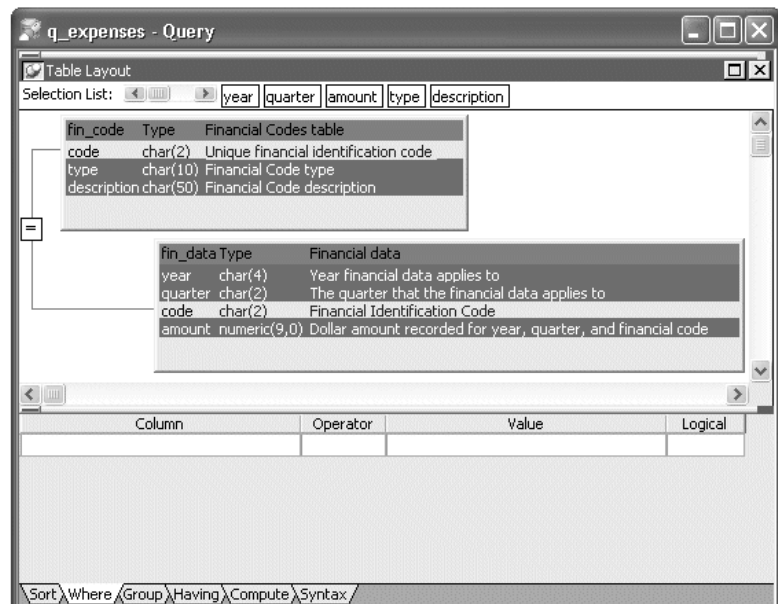 q_expenses - Query
Table Layout
Selection List: year quarter amount type description
fin_code Type Financial Codes table
code char(2) Unique financial identification code
type char(10) Financial Code type
description char(50) Financial Code description
=
fin_data Type Financial data
year char(4) Year financial data applies to
quarter char(2) The quarter that the financial data applies to
code char(2) Financial Identification Code
amount numeric(9,0) Dollar amount recorded for year, quarter, and financial code
Column Operator Value Logical
Sort Where Group Having Compute Syntax